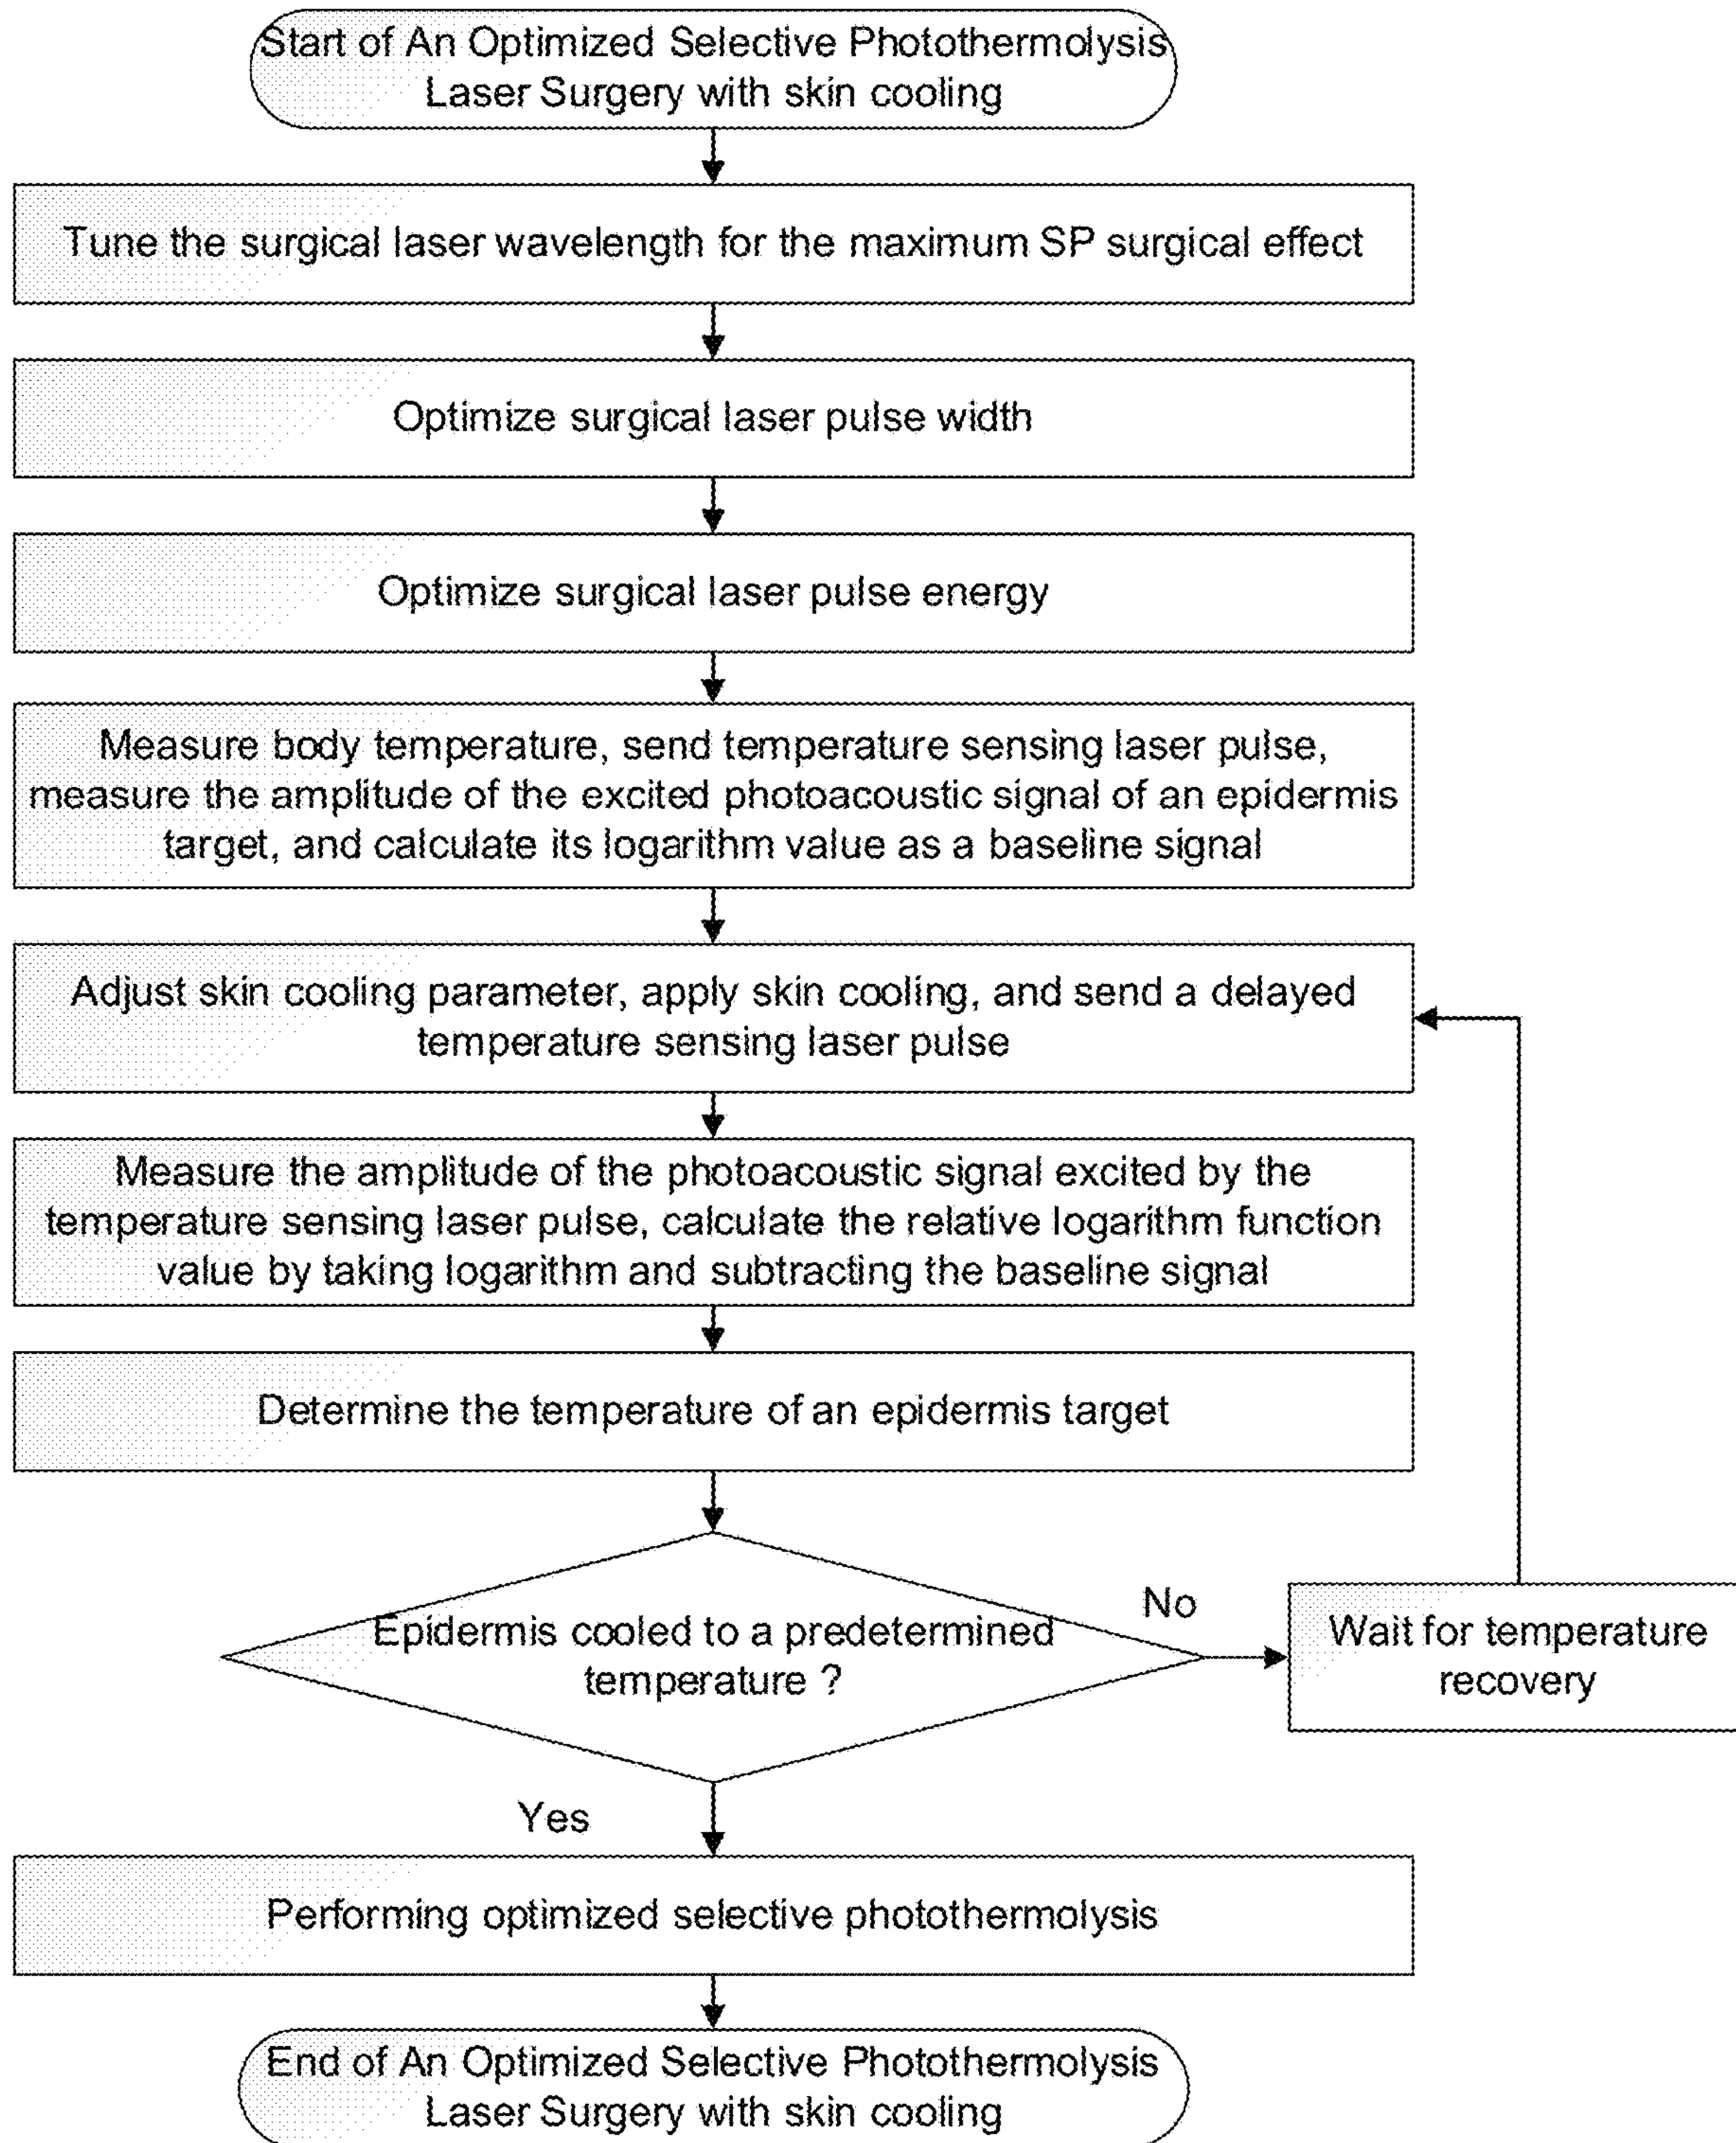 Start of An Optimized Selective Photothermolysis
Laser Surgery with skin cooling
Tune the surgical laser wavelength for the maximum SP surgical effect
Optimize surgical laser pulse width
Optimize surgical laser pulse energy
Measure body temperature, send temperature sensing laser pulse,
measure the amplitude of the excited photoacoustic signal of an epidermis
target, and calculate its logarithm value as a baseline signal
Adjust skin cooling parameter, apply skin cooling, and send a delayed
temperature sensing laser pulse
Measure the amplitude of the photoacoustic signal excited by the
temperature sensing laser pulse, calculate the relative logarithm function
value by taking logarithm and subtracting the baseline signal
Determine the temperature of an epidermis target
Epidermis cooled to a predetermined
temperature ?
No
Wait for temperature
recovery
Yes
Performing optimized selective photothermolysis
End of An Optimized Selective Photothermolysis
Laser Surgery with skin cooling